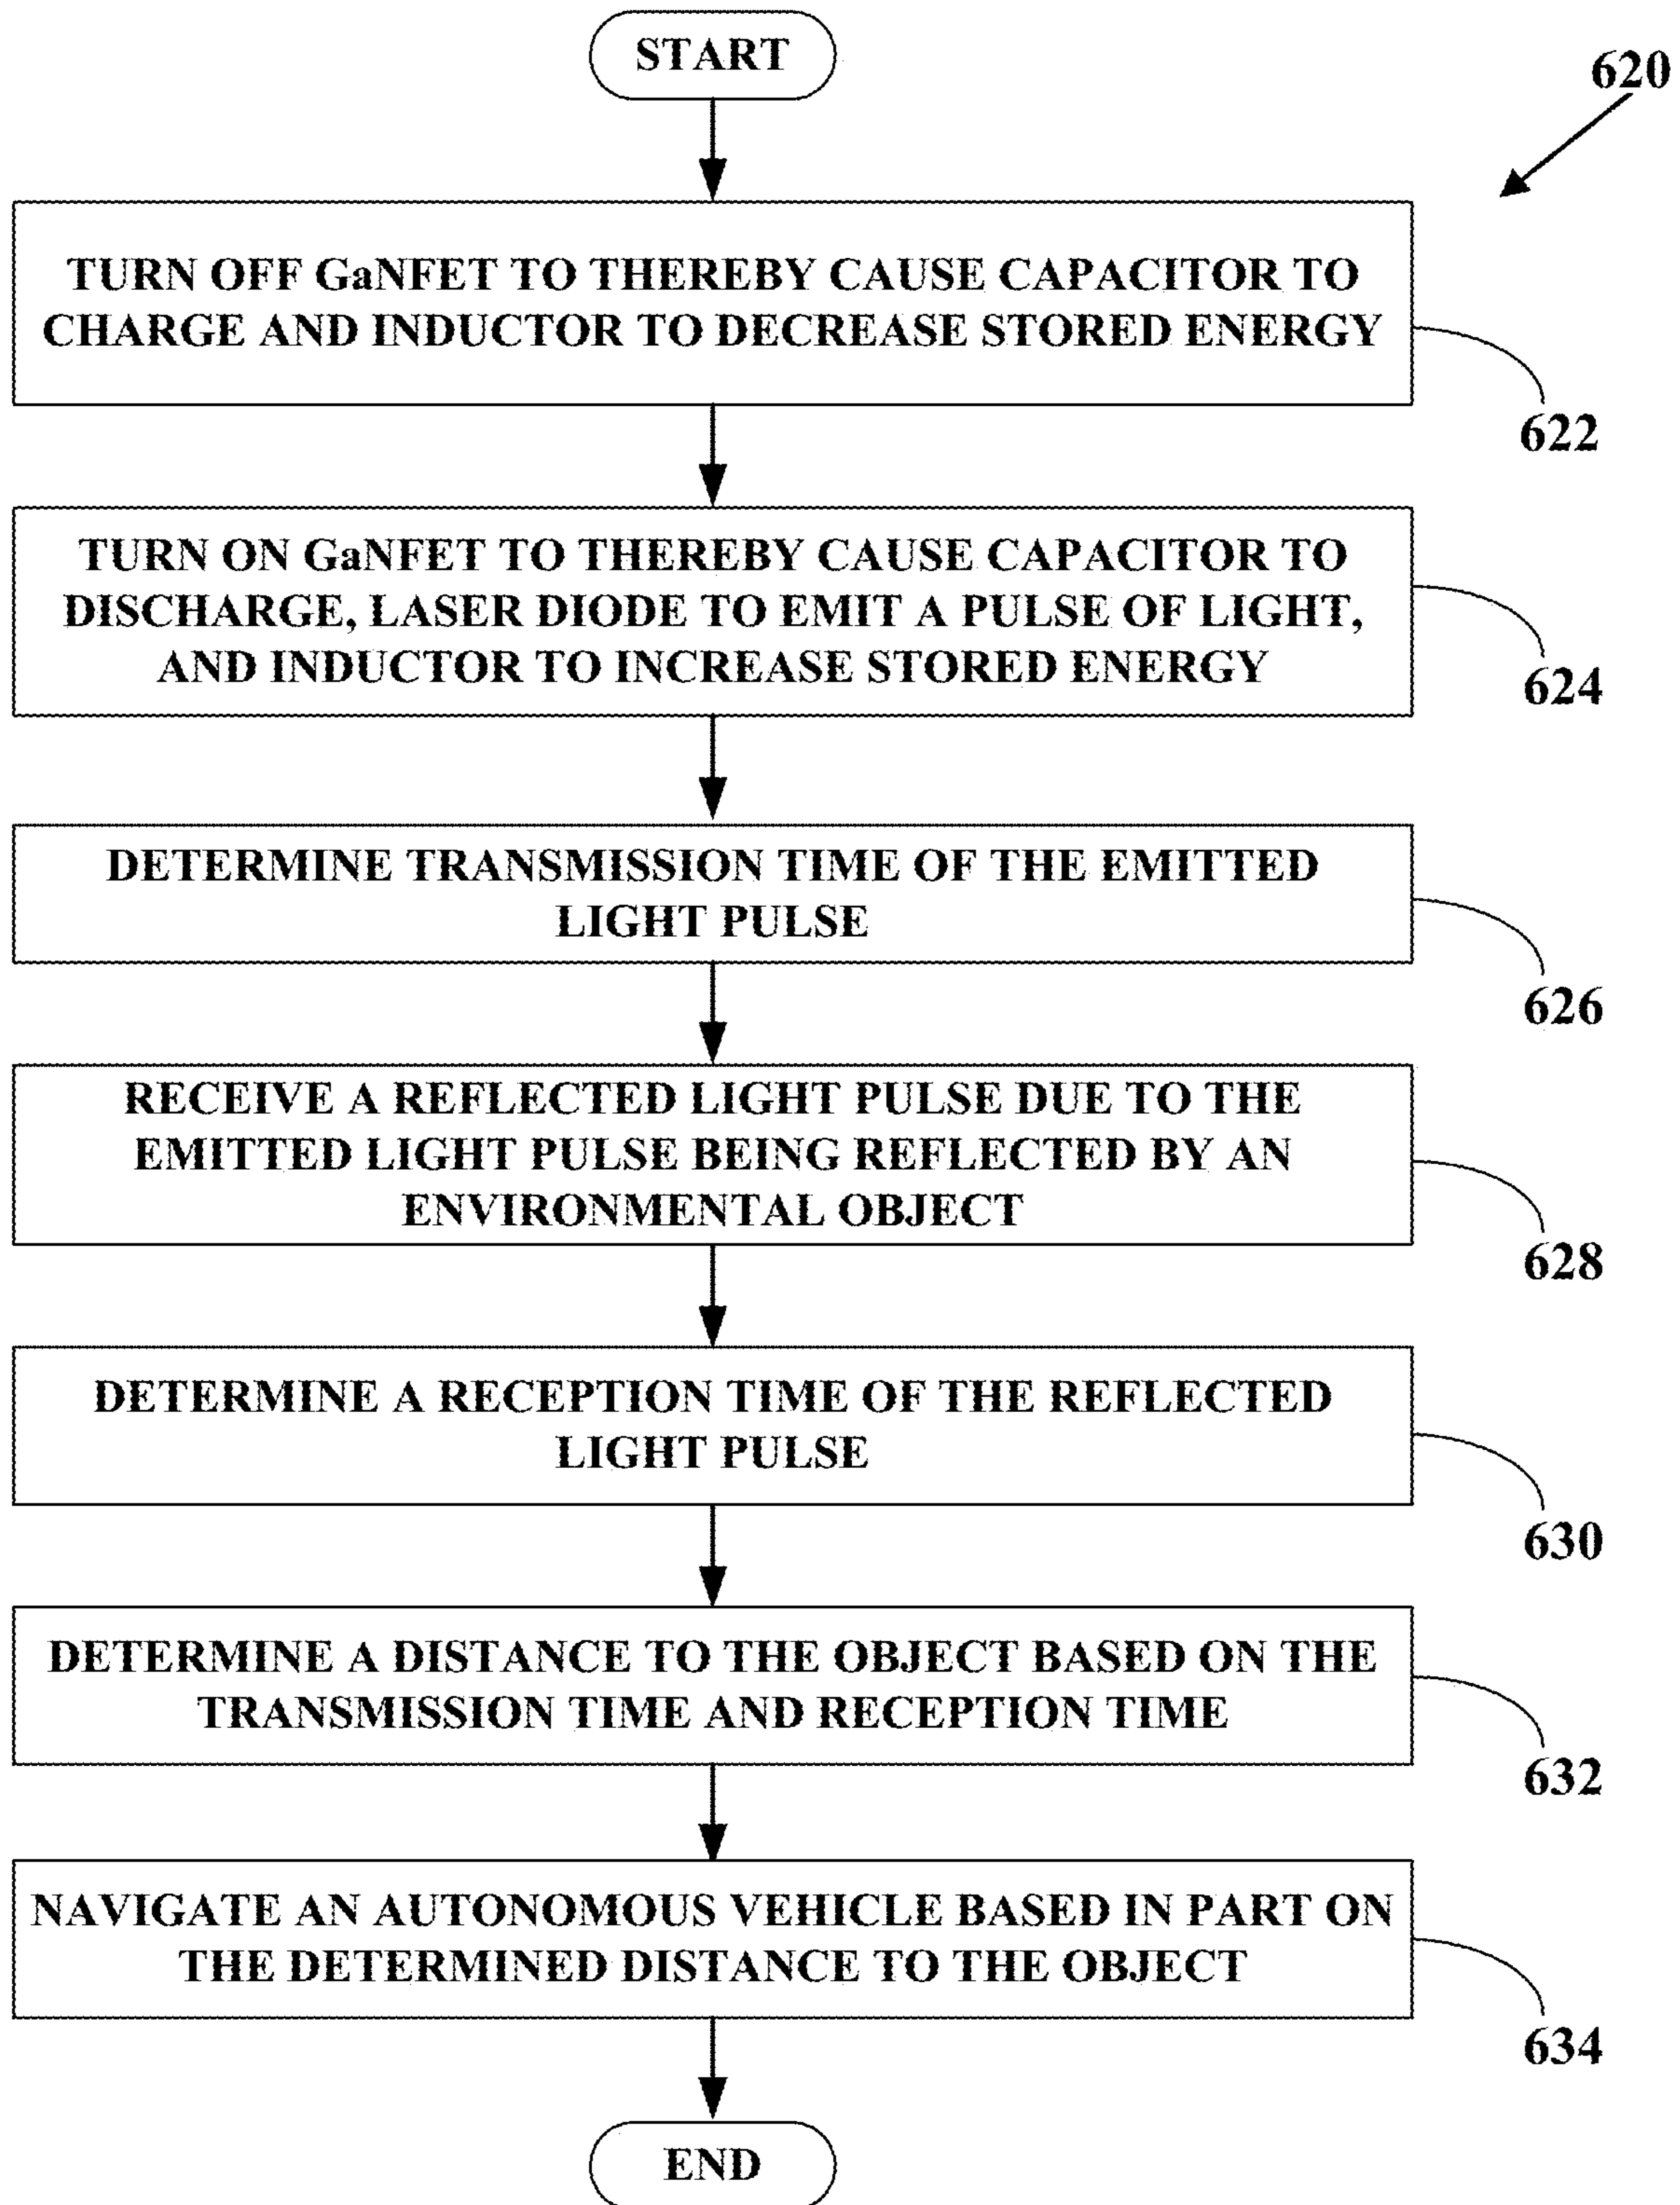 START
620
TURN OFF GaNFET TO THEREBY CAUSE CAPACITOR TO
CHARGE AND INDUCTOR TO DECREASE STORED ENERGY
622
TURN ON GaNFET TO THEREBY CAUSE CAPACITOR TO
DISCHARGE, LASER DIODE TO EMIT A PULSE OF LIGHT,
AND INDUCTOR TO INCREASE STORED ENERGY
624
DETERMINE TRANSMISSION TIME OF THE EMITTED
LIGHT PULSE
626
RECEIVE A REFLECTED LIGHT PULSE DUE TO THE
EMITTED LIGHT PULSE BEING REFLECTED BY AN
ENVIRONMENTAL OBJECT
628
DETERMINE A RECEPTION TIME OF THE REFLECTED
LIGHT PULSE
630
DETERMINE A DISTANCE TO THE OBJECT BASED ON THE
TRANSMISSION TIME AND RECEPTION TIME
632
NAVIGATE AN AUTONOMOUS VEHICLE BASED IN PART ON
THE DETERMINED DISTANCE TO THE OBJECT
634
END